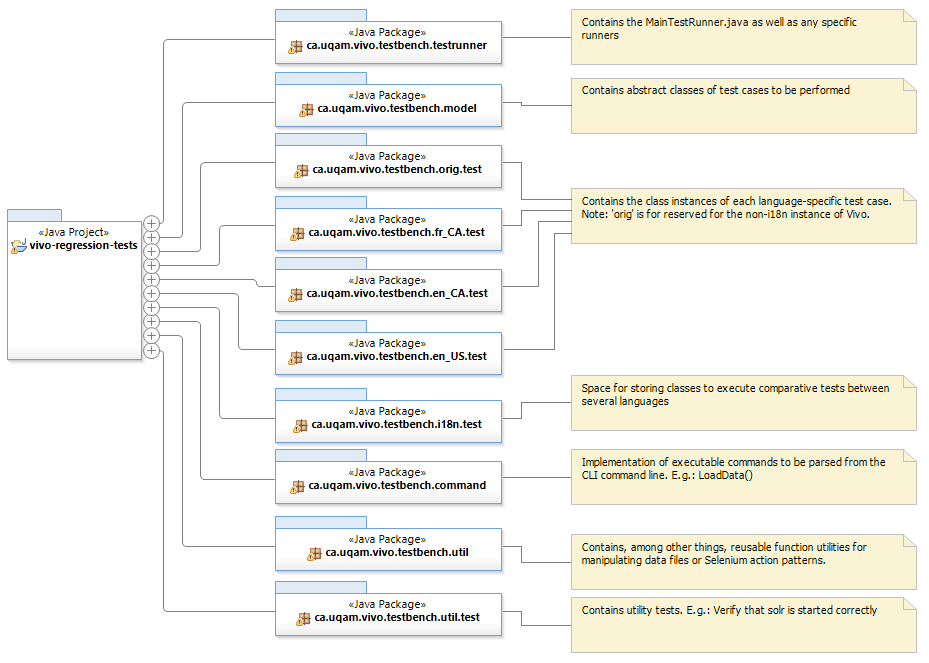 «Java Project»
vivo-regression-tests
«Java Package»
ca.uqam.vivo.testbench.testrunner
Contains the MainTestRunner.java as well as any specific
runners
«Java Package»
ca.uqam.vivo.testbench.model
Contains abstract classes of test cases to be performed
«Java Package»
ca.uqam.vivo.testbench.orig.test
«Java Package»
ca.uqam.vivo.testbench.fr_CA.test
«Java Package»
ca.uqam.vivo.testbench.en_CA.test
«Java Package»
ca.uqam.vivo.testbench.en_US.test
Contains the class instances of each language-specific test case.
Note: 'orig' is for reserved for the non-i18n instance of Vivo.
«Java Package»
ca.uqam.vivo.testbench.i18n.test
Space for storing classes to execute comparative tests between
several languages
«Java Package»
ca.uqam.vivo.testbench.command
Implementation of executable commands to be parsed from the
CLI command line. E.g.: LoadData()
«Java Package»
ca.uqam.vivo.testbench.util
Contains, among other things, reusable function utilities for
manipulating data files or Selenium action patterns.
«Java Package»
ca.uqam.vivo.testbench.util.test
Contains utility tests. E.g.: Verify that solr is started correctly